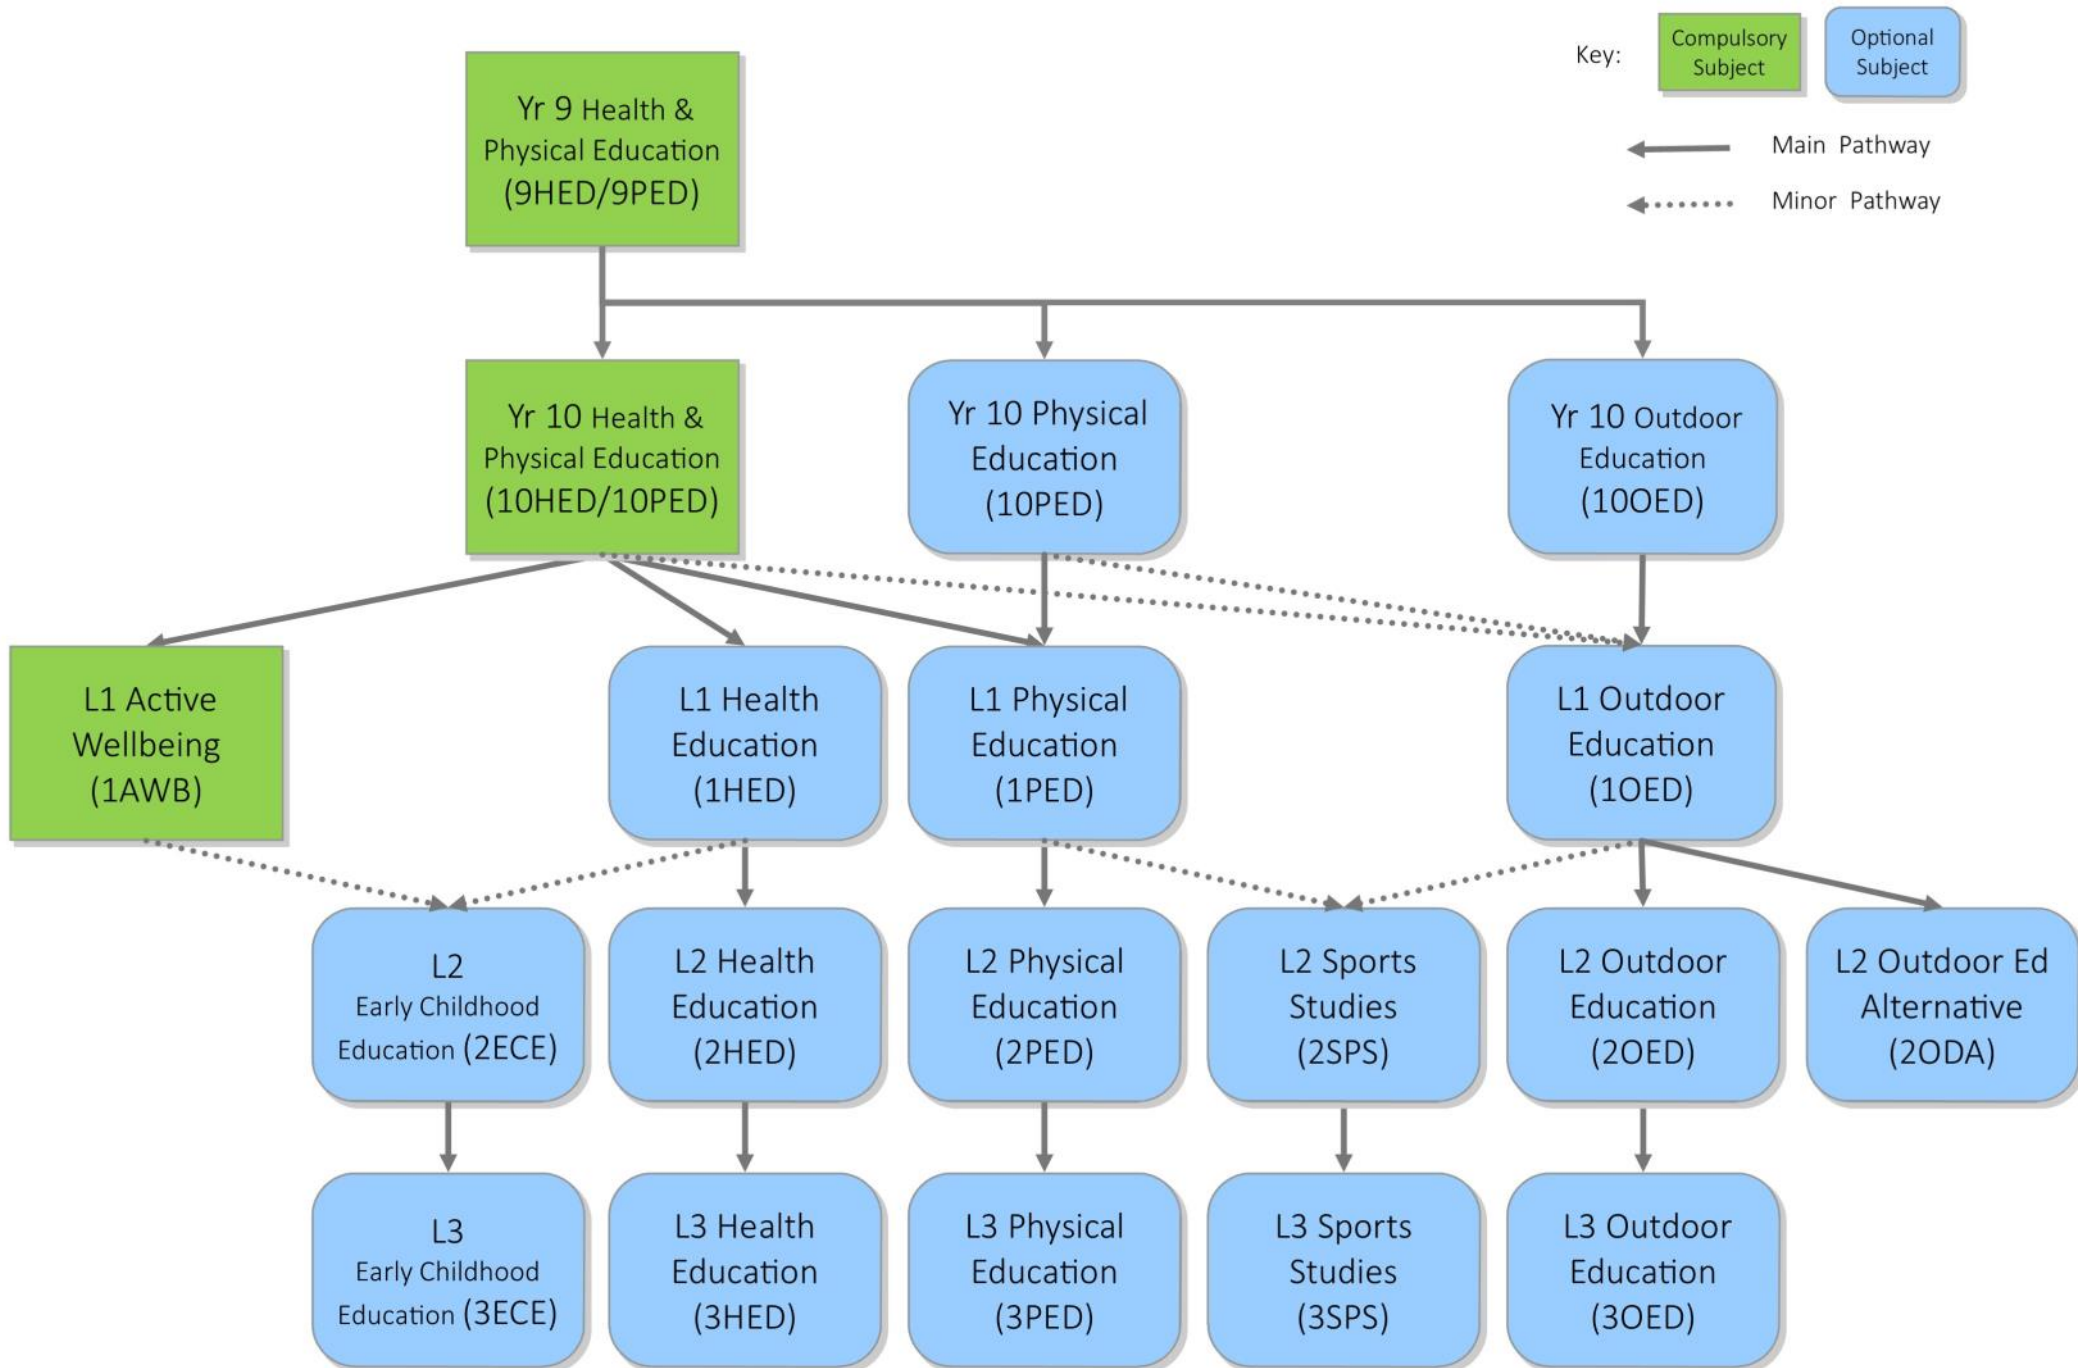 Key:
Compulsory
Subject
Optional
Subject
Main Pathway
Minor Pathway
Yr 9 Health &
Physical Education
(9HED/9PED)
Yr 10 Health &
Physical Education
(10HED/10PED)
Yr 10 Physical
Education
(10PED)
Yr 10 Outdoor
Education
(10OED)
L1 Active
Wellbeing
(1AWB)
L1 Health
Education
(1HED)
L1 Physical
Education
(1PED)
L1 Outdoor
Education
(1OED)
L2
Early Childhood
Education (2ECE)
L2 Health
Education
(2HED)
L2 Physical
Education
(2PED)
L2 Sports
Studies
(2SPS)
L2 Outdoor
Education
(2OED)
L2 Outdoor Ed
Alternative
(2ODA)
L3
Early Childhood
Education (3ECE)
L3 Health
Education
(3HED)
L3 Physical
Education
(3PED)
L3 Sports
Studies
(3SPS)
L3 Outdoor
Education
(3OED)